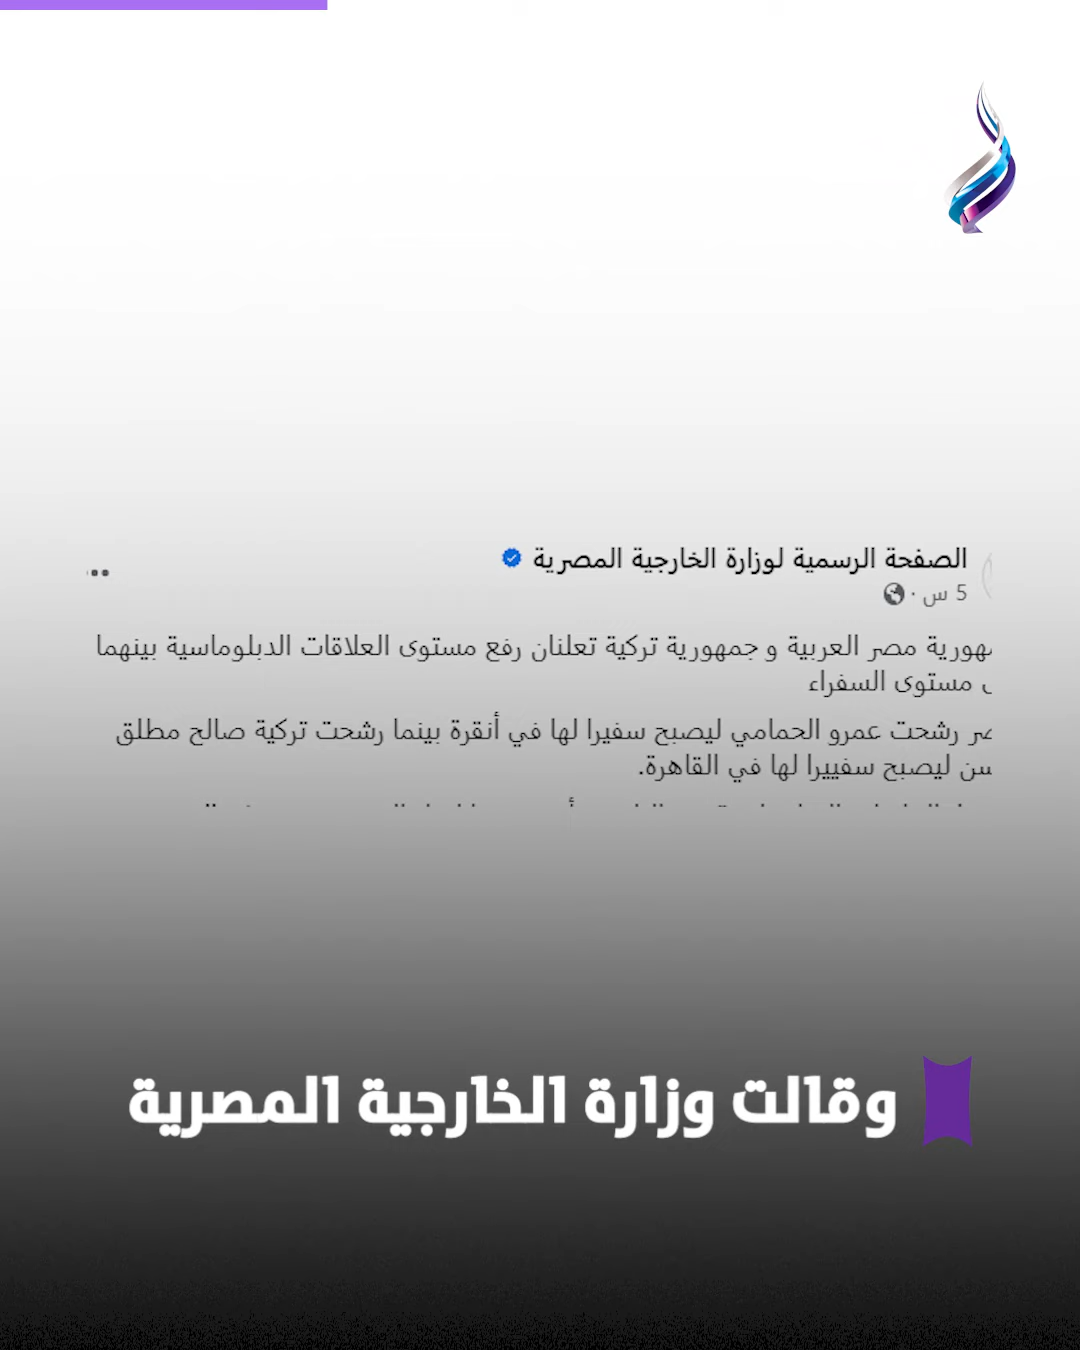 الصفحة الرسمية لوزارة الخارجية المصرية
5 س ·
مصر العربية و جمهورية تركية تعلنان رفع مستوى العلاقات الدبلوماسية بينهما
مستوى السفراء
رشحت عمرو الحمامي ليصبح سفيرا لها في أنقرة بينما رشحت تركية صالح مطلق
ليصبح سفييرا لها في القاهرة.
وقالت وزارة الخارجية المصرية